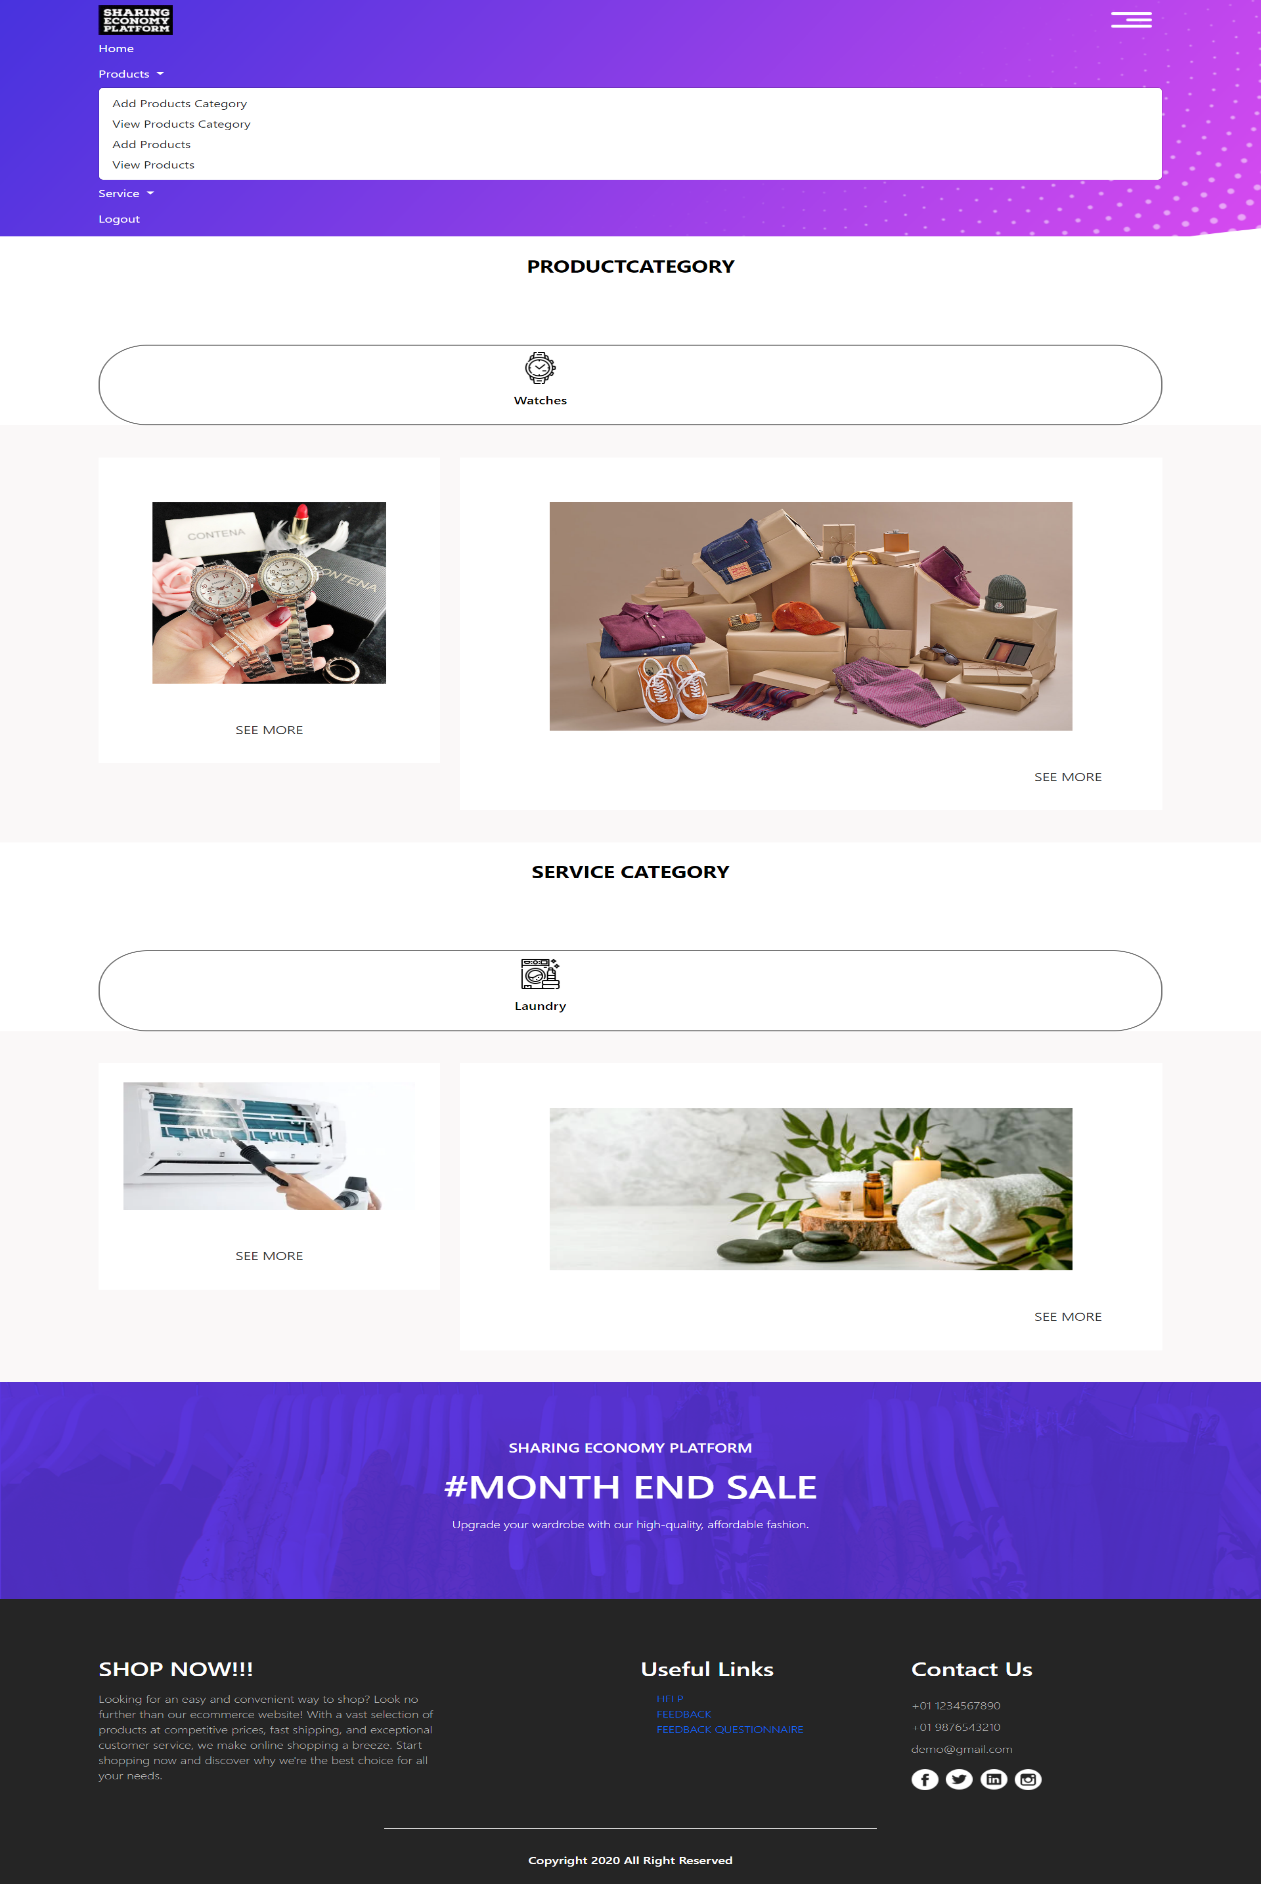 SHARING
ECONOMY
PLATFORM
Home
Products
Add Products Category
View Products Category
Add Products
View Products
Service
Logout
PRODUCTCATEGORY
Watches
CONTENA
CONTENA
SEE MORE
SEE MORE
SERVICE CATEGORY
Laundry
SEE MORE
SEE MORE
SHARING ECONOMY PLATFORM
#MONTH END SALE
Upgrade your wardrobe with our high-quality, affordable fashion.
SHOP NOW!!!
Looking for an easy and convenient way to shop? Look no
further than our ecommerce website! With a vast selection of
products at competitive prices, fast shipping, and exceptional
customer service, we make online shopping a breeze. Start
shopping now and discover why we're the best choice for all
your needs.
Useful Links
HELP
FEEDBACK
FEEDBACK QUESTIONNAIRE
Contact Us
+01 1234567890
+01 9876543210
demo@gmail.com
Copyright 2020 All Right Reserved